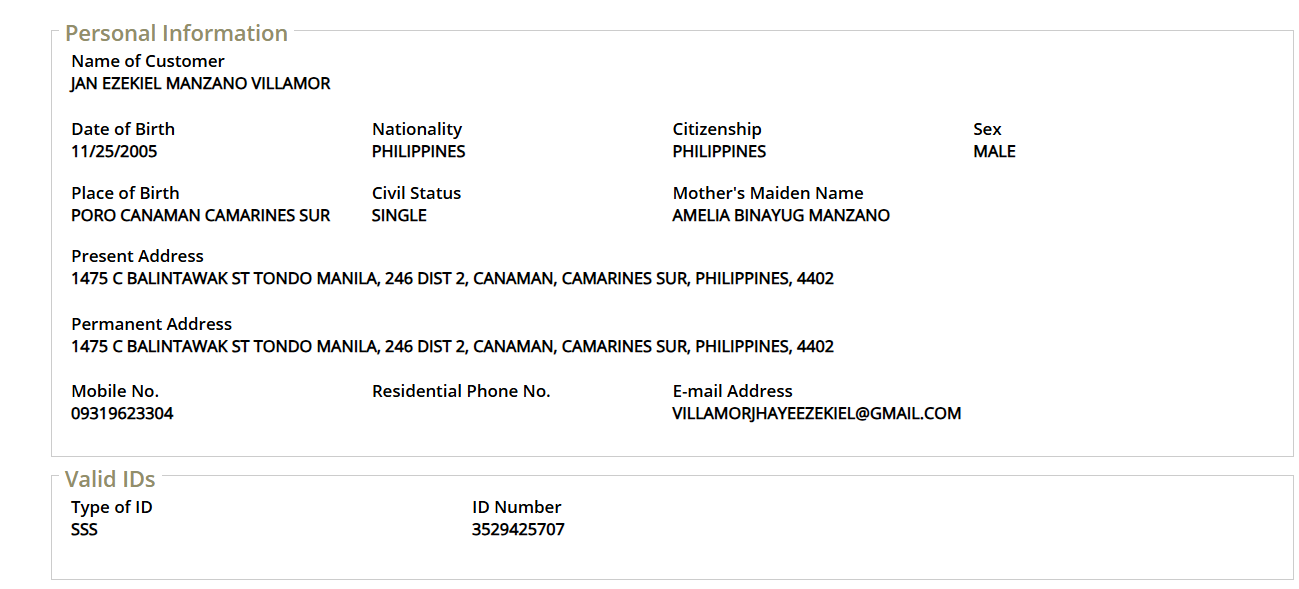 Personal Information
Name of Customer
JAN EZEKIEL MANZANO VILLAMOR
Date of Birth Nationality Citizenship Sex
11/25/2005 PHILIPPINES PHILIPPINES MALE
Place of Birth Civil Status Mother's Maiden Name
PORO CANAMAN CAMARINES SUR SINGLE AMELIA BINAYUG MANZANO
Present Address
1475 C BALINTAWAK ST TONDO MANILA, 246 DIST 2, CANAMAN, CAMARINES SUR, PHILIPPINES, 4402
Permanent Address
1475 C BALINTAWAK ST TONDO MANILA, 246 DIST 2, CANAMAN, CAMARINES SUR, PHILIPPINES, 4402
Mobile No. Residential Phone No. E-mail Address
09319623304 VILLAMORJHAYEEZEKIEL@GMAIL.COM
Valid IDs
Type of ID ID Number
SSS 3529425707